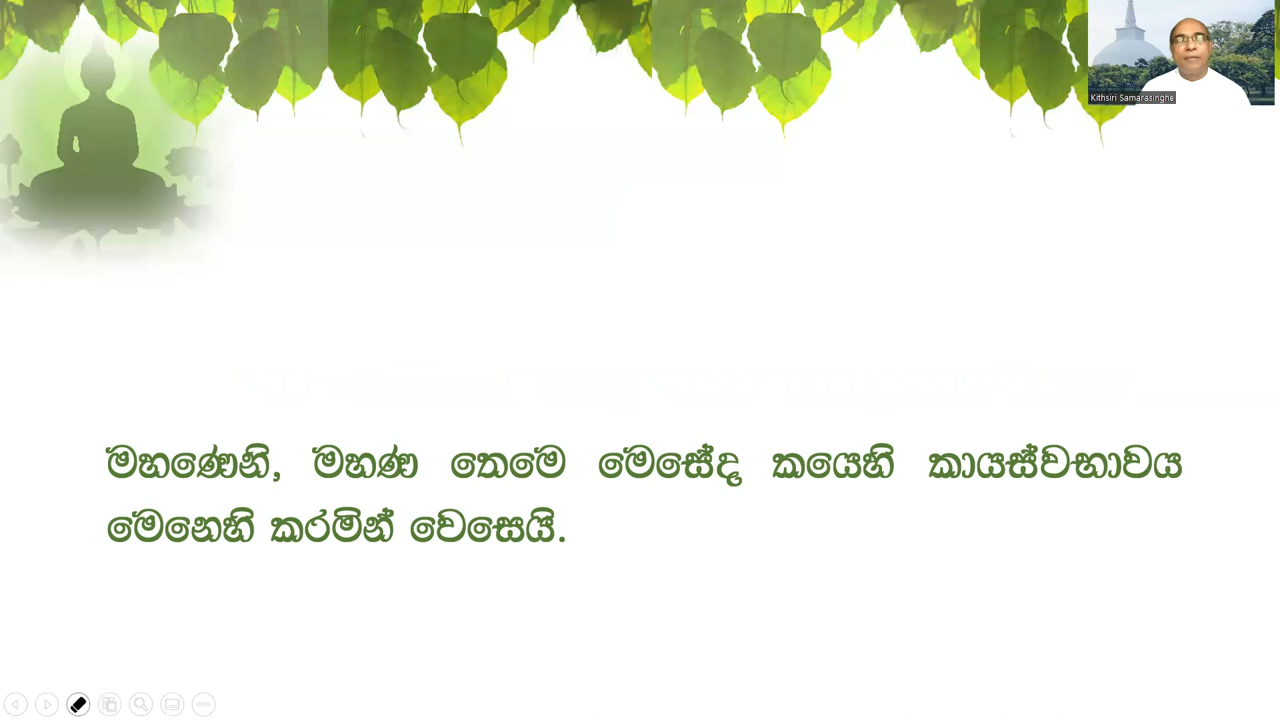 Kithsiri Samarasinghe
මහණෙනි, මහණ තෙමෙ මෙසේද කයෙහි කායස්වභාවය
මෙනෙහි කරමින් වෙසෙයි.